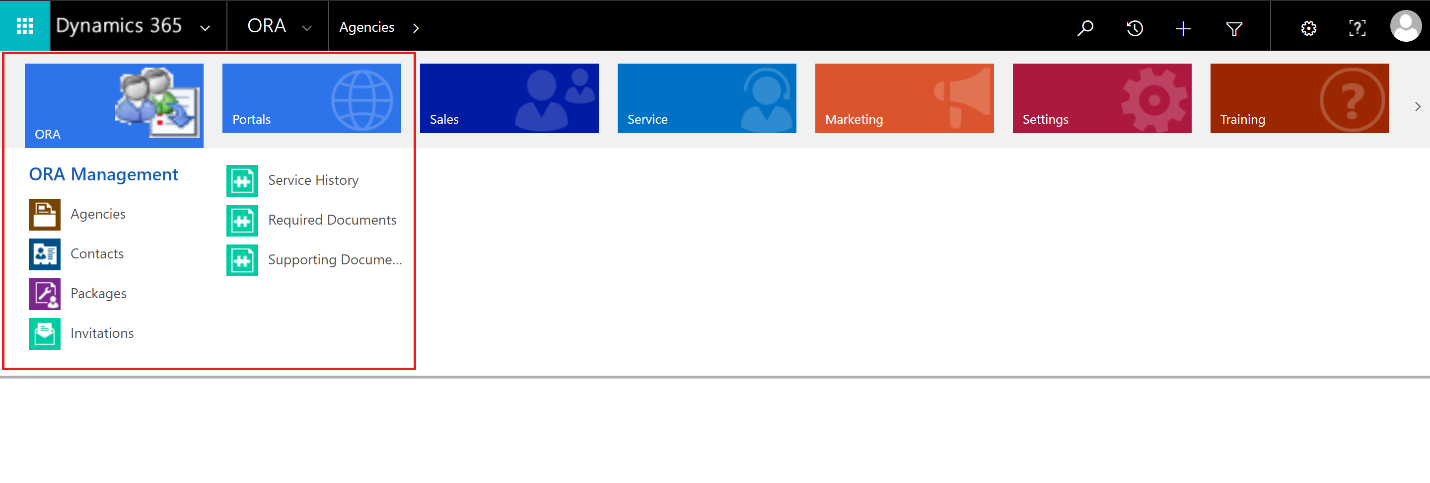 Dynamics 365
ORA
Agencies
ORA
Portals
Sales
Service
Marketing
Settings
Training
ORA Management
Agencies
Contacts
Packages
Invitations
Service History
Required Documents
Supporting Docume...